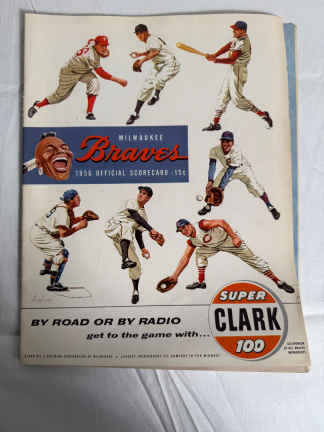 MILWAUKEE
Braves
1956 OFFICIAL SCORECARD - 15¢
BY ROAD OR BY RADIO
get to the game with...
SUPER
CLARK
100